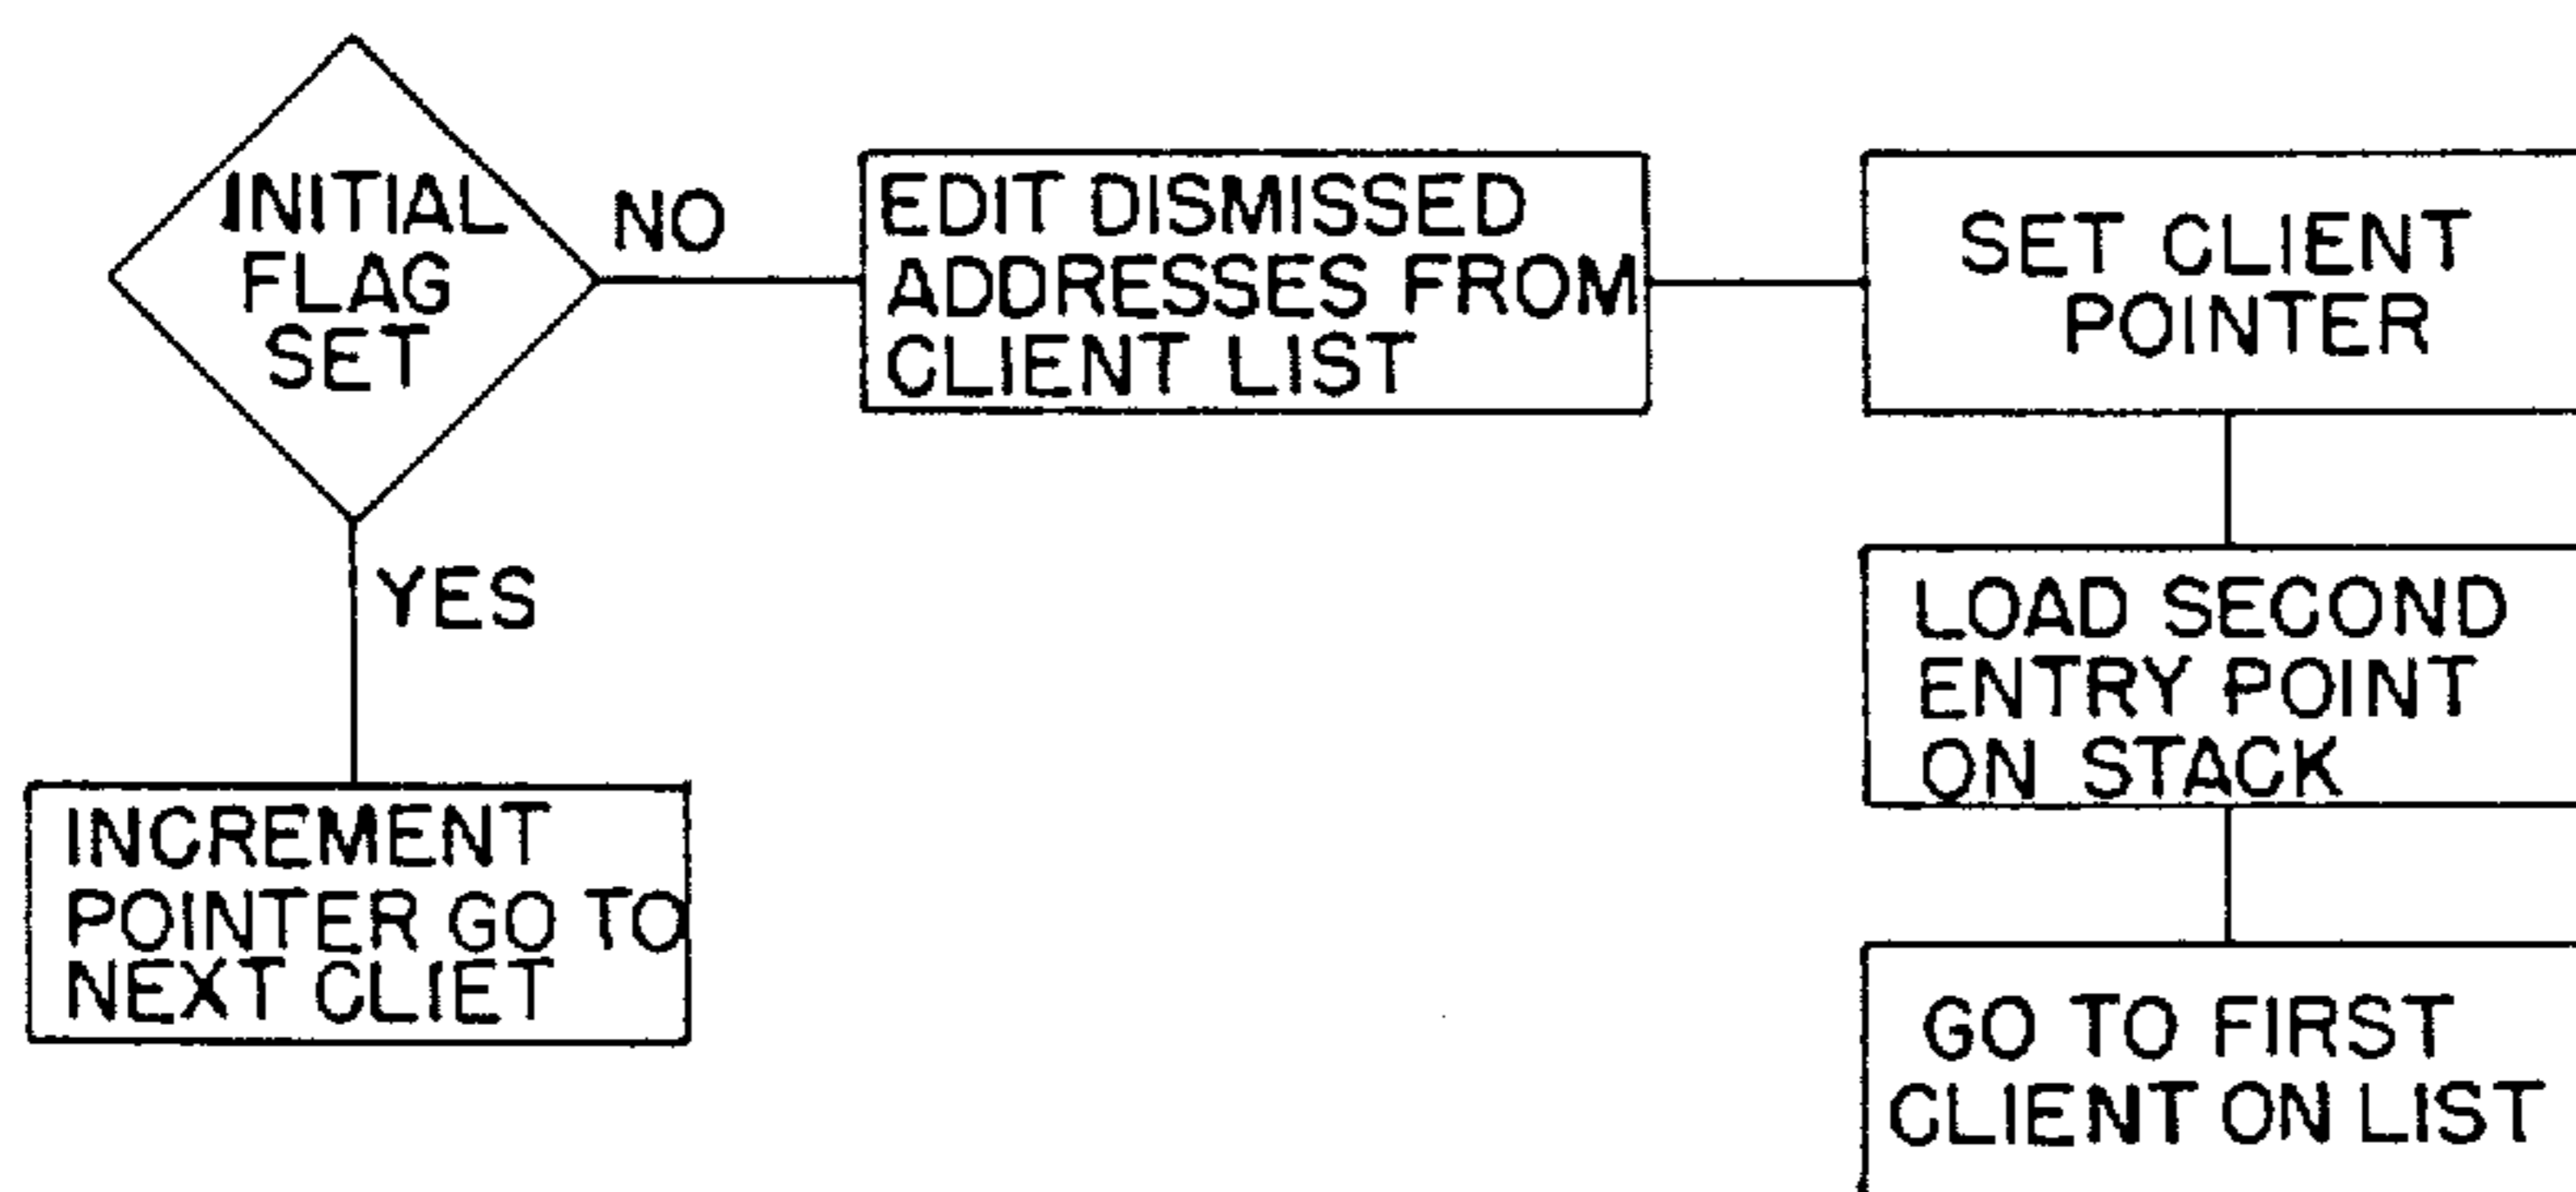 INITIAL
FLAG
SET
NO
EDIT DISMISSED
ADDRESSES FROM
CLIENT LIST
SET CLIENT
POINTER
YES
LOAD SECOND
ENTRY POINT
ON STACK
INCREMENT
POINTER GO TO
NEXT CLIET
GO TO FIRST
CLIENT ON LIST